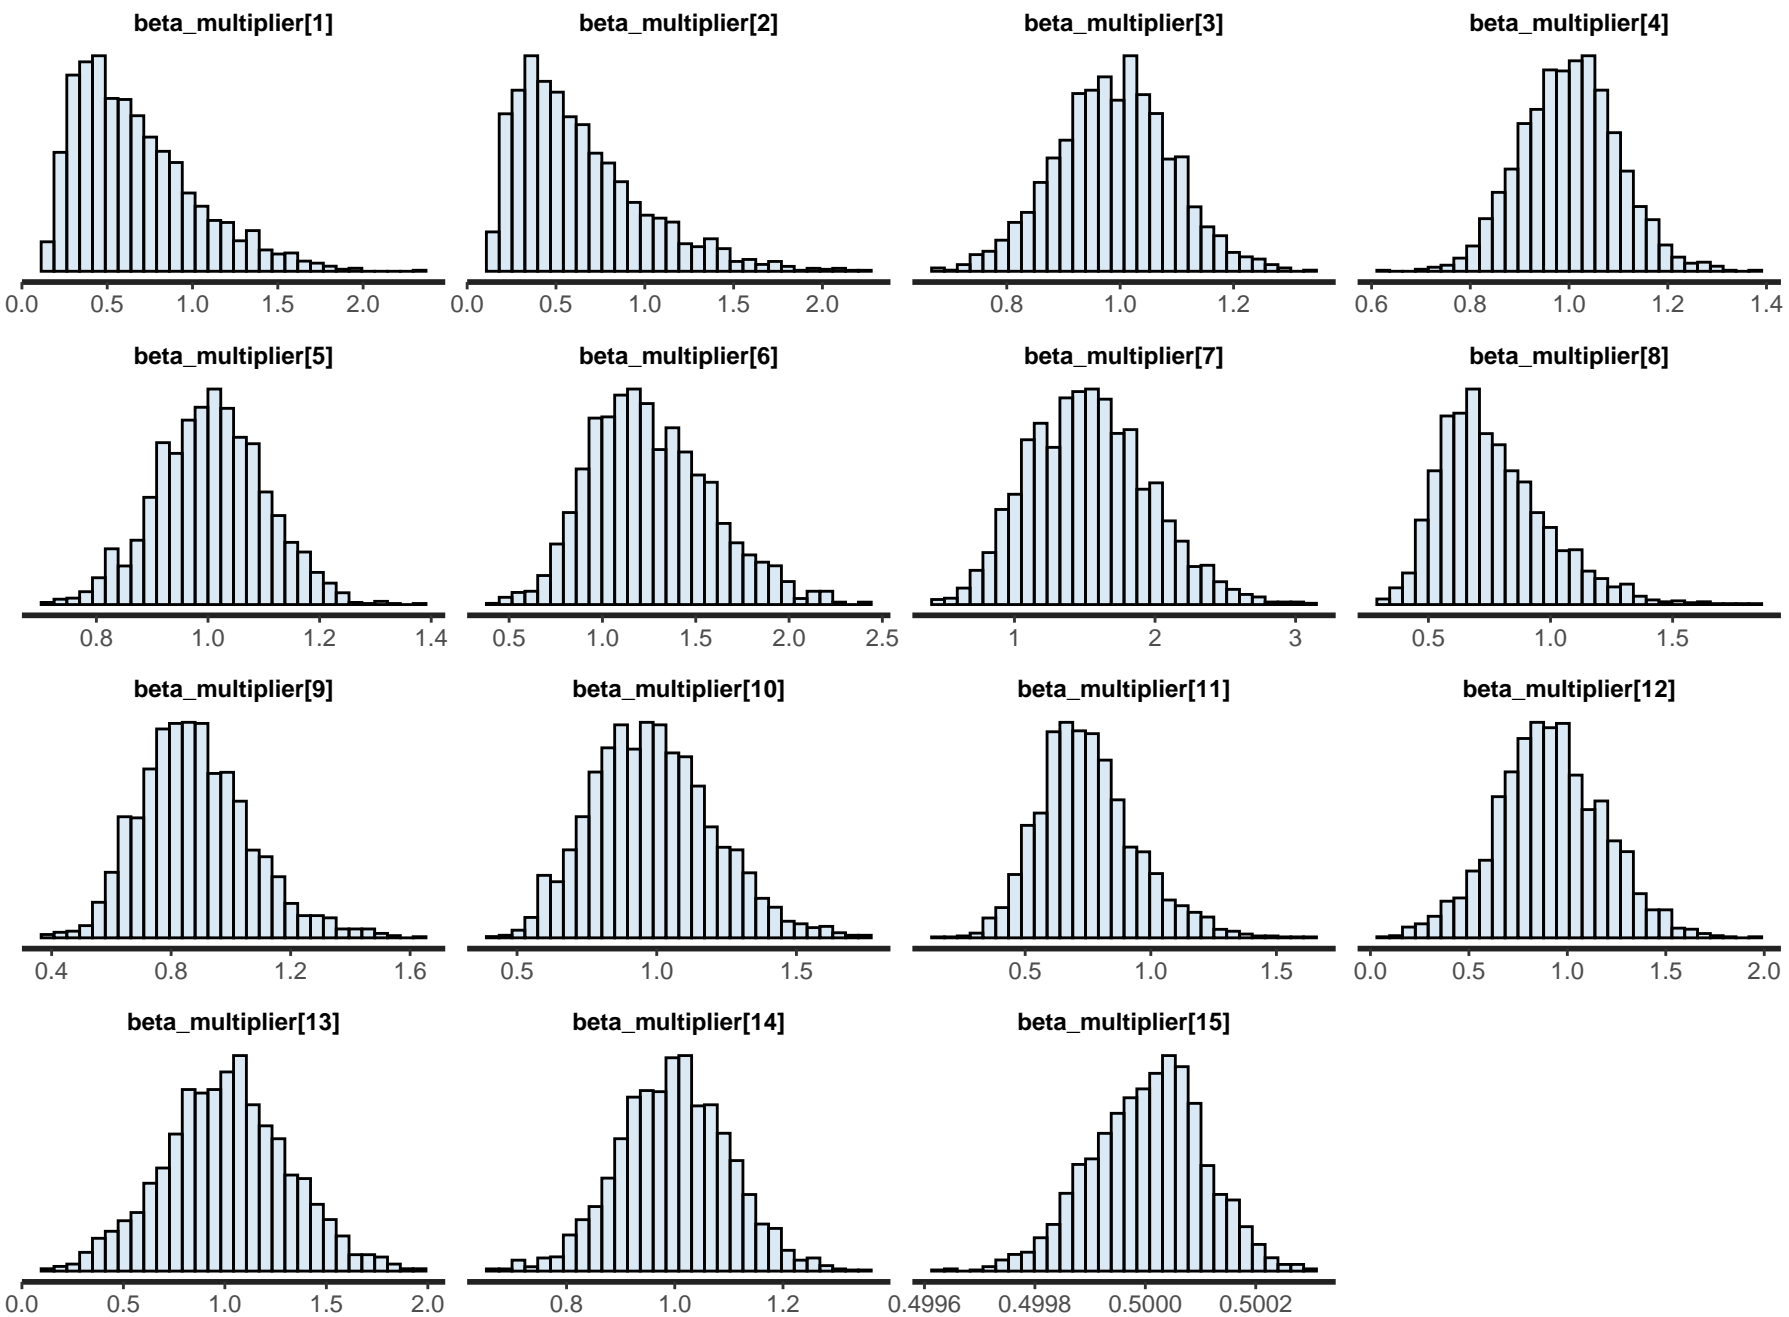 beta_multiplier[1] beta_multiplier[2] beta_multiplier[3] beta_multiplier[4]
0.0 0.5 1.0 1.5 2.0 0.0 0.5 1.0 1.5 2.0 0.8 1.0 1.2 0.6 0.8 1.0 1.2 1.4
beta_multiplier[5] beta_multiplier[6] beta_multiplier[7] beta_multiplier[8]
0.8 1.0 1.2 1.4 0.5 1.0 1.5 2.0 2.5 1 2 3 0.5 1.0 1.5
beta_multiplier[9] beta_multiplier[10] beta_multiplier[11] beta_multiplier[12]
0.4 0.8 1.2 1.6 0.5 1.0 1.5 0.5 1.0 1.5 0.0 0.5 1.0 1.5 2.0
beta_multiplier[13] beta_multiplier[14] beta_multiplier[15]
0.0 0.5 1.0 1.5 2.0 0.8 1.0 1.2 0.4996 0.4998 0.5000 0.5002